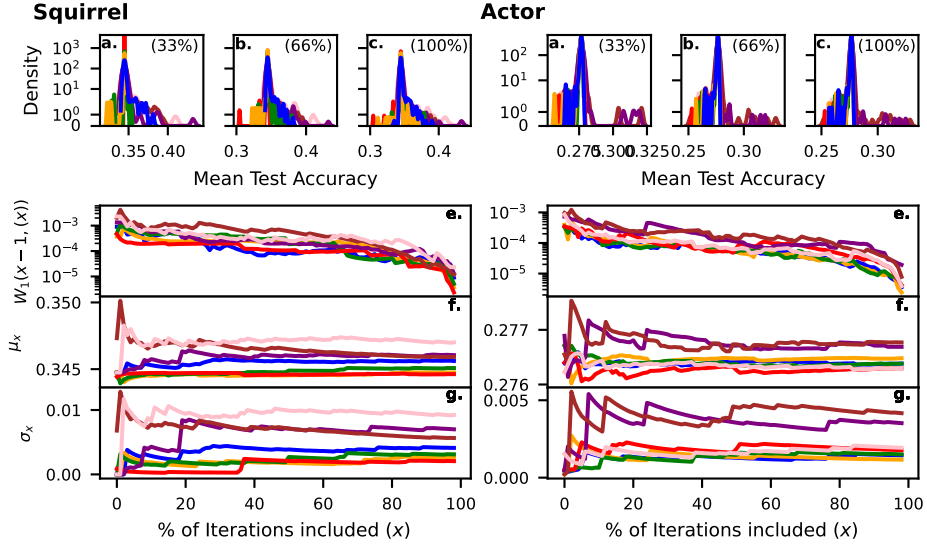 Squirrel
Actor
a. (33%)
b. (66%)
c. (100%)
a. (33%)
b. (66%)
c. (100%)
Density
10³
10²
10⁰
0
10²
10⁰
0
0.35 0.40
0.3 0.4
0.3 0.4
0.275 0.300 0.325
0.25 0.30
0.25 0.30
Mean Test Accuracy
Mean Test Accuracy
W₁(x−1,(x))
10⁻³
10⁻⁴
10⁻⁵
e.
10⁻³
10⁻⁴
10⁻⁵
e.
μₓ
0.350
0.345
f.
0.277
0.276
f.
σₓ
0.01
0.00
g.
0.005
0.000
g.
0 20 40 60 80 100
0 20 40 60 80 100
% of Iterations included (x)
% of Iterations included (x)